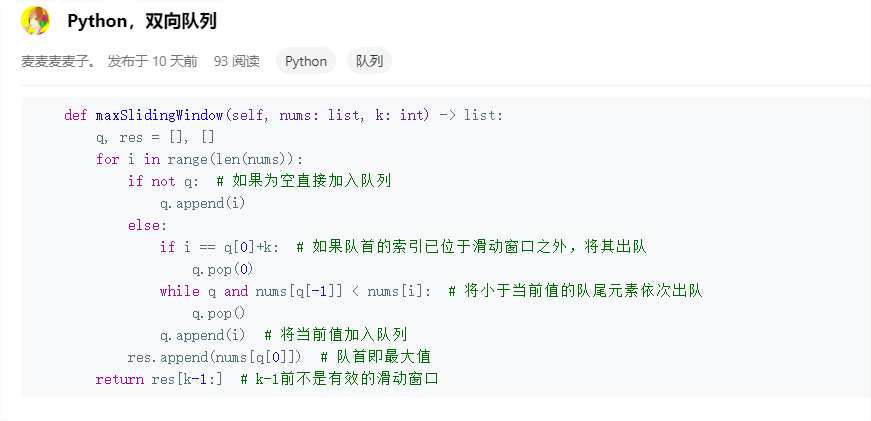 Python，双向队列
麦麦麦麦子。 发布于 10 天前 93 阅读 Python 队列
def maxSlidingWindow(self, nums: list, k: int) -> list:
    q, res = [], []
    for i in range(len(nums)):
        if not q:  # 如果为空直接加入队列
            q.append(i)
        else:
            if i == q[0]+k:  # 如果队首的索引已位于滑动窗口之外，将其出队
                q.pop(0)
            while q and nums[q[-1]] < nums[i]:  # 将小于当前值的队尾元素依次出队
                q.pop()
            q.append(i)  # 将当前值加入队列
        res.append(nums[q[0]])  # 队首即最大值
    return res[k-1:]  # k-1前不是有效的滑动窗口